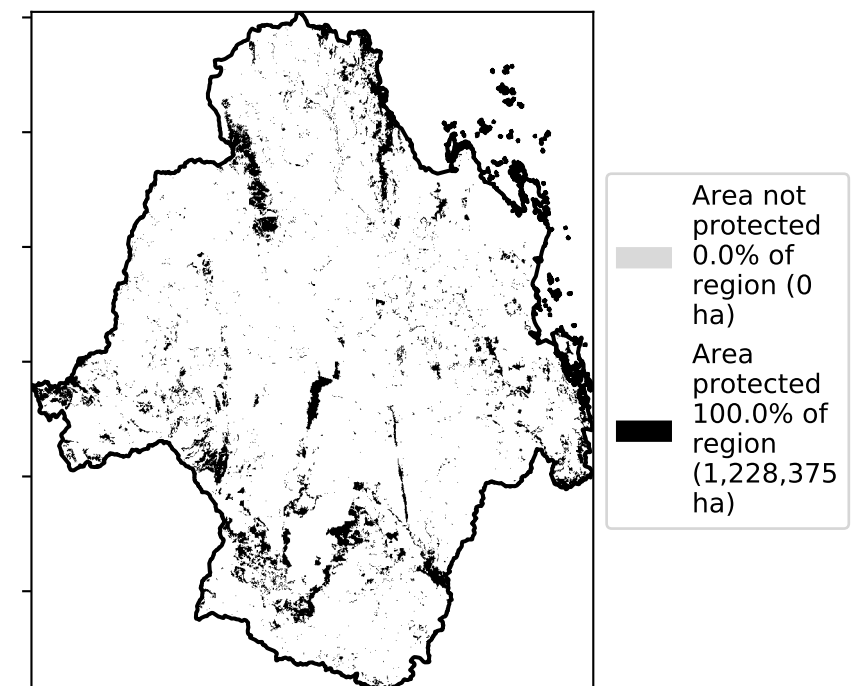 Area not
protected
0.0% of
region (0
ha)
Area
protected
100.0% of
region
(1,228,375
ha)